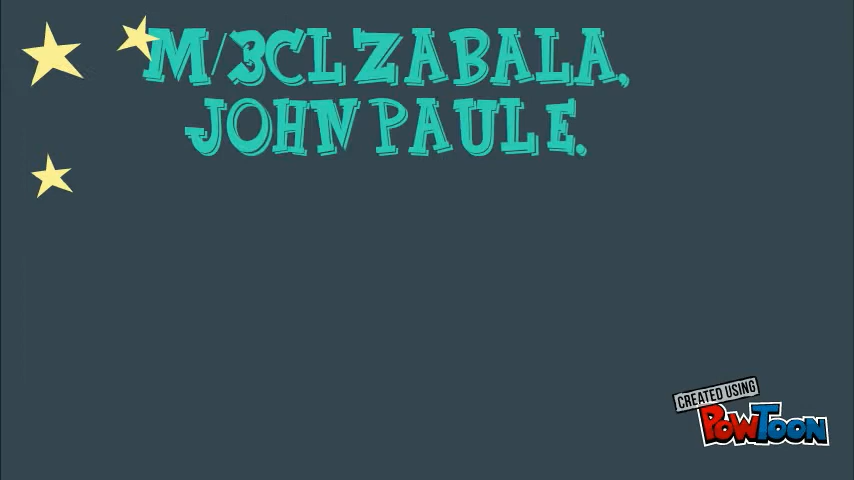 M/3CL ZABALA,
JOHN PAUL E.
CREATED USING
POWTOON